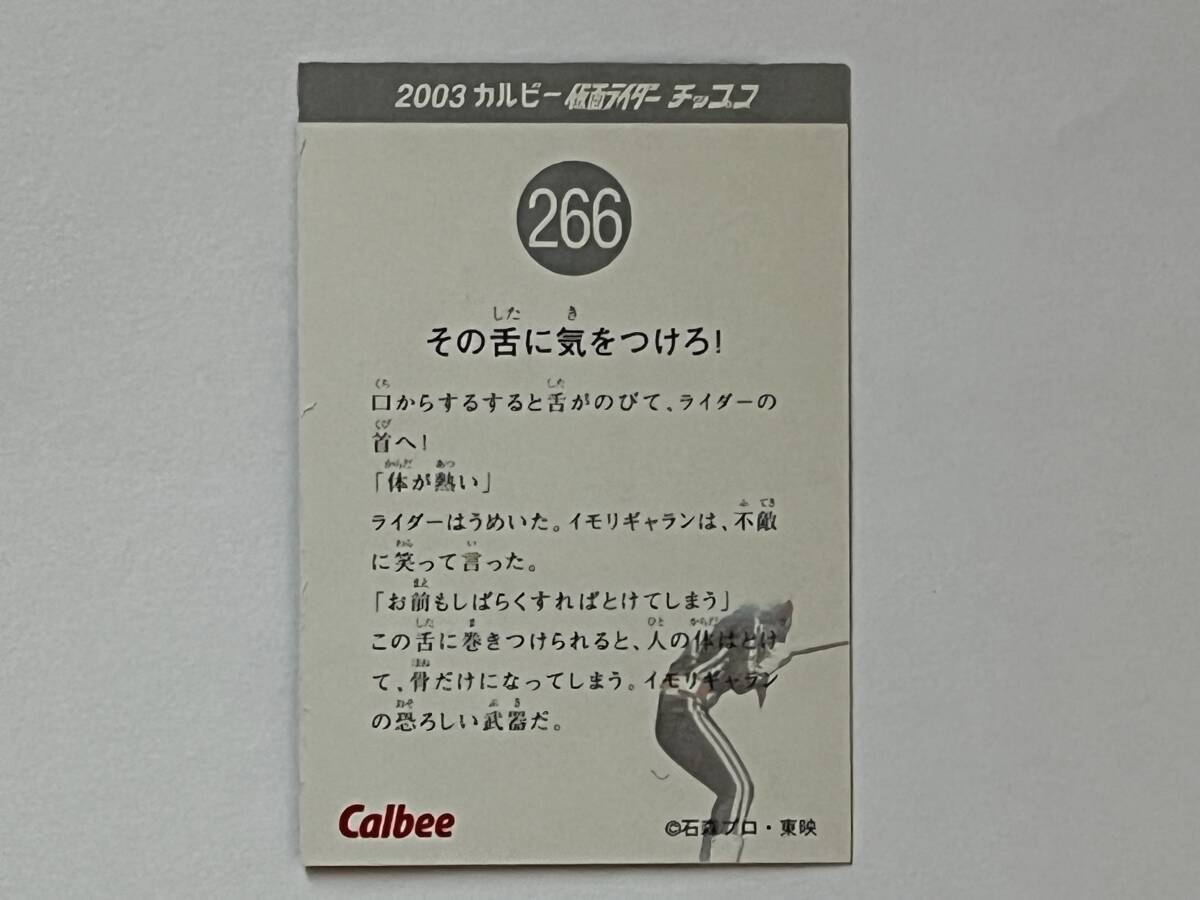 2003 カルビー 仮面ライダー チップス
266
その舌に気をつけろ!
口からするすると舌がのびて、ライダーの
首へ!
「体が熱い」
ライダーはうめいた。イモリギャランは、不敵
に笑って言った。
「お前もしばらくすればとけてしまう」
この舌に巻きつけられると、人の体はとけ
て、骨だけになってしまう。イモリギャラン
の恐ろしい武器だ。
Calbee
©石森プロ・東映